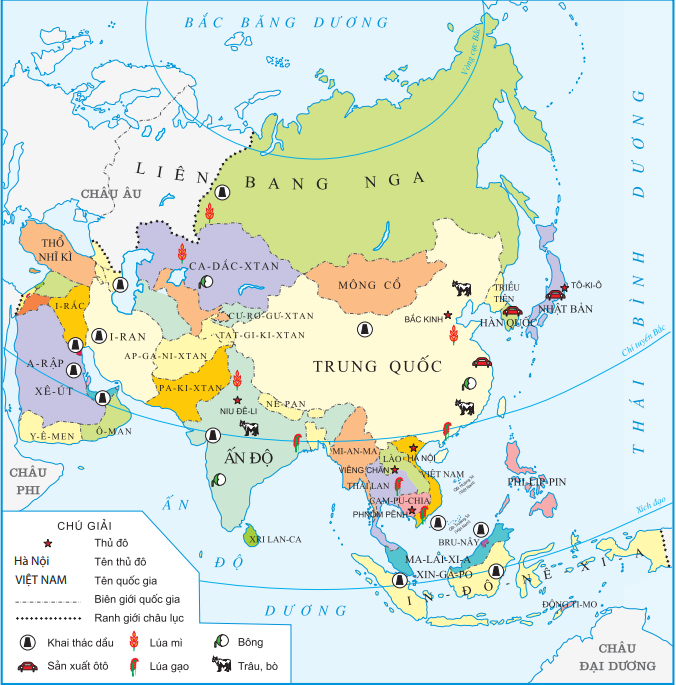 BẮC BĂNG DƯƠNG
Vòng cực Bắc
THÁI BÌNH DƯƠNG
LIÊN BANG NGA
CHÂU ÂU
THỔ
NHĨ KÌ
CA-DẮC-XTAN
MÔNG CỔ
TRIỀU
TIÊN
TÔ-KI-Ô
NHẬT BẢN
HÀN QUỐC
I-RẮC
CU-RƠ-GƯ-XTAN
BẮC KINH
I-RAN
TÁT-GI-KI-XTAN
Chí tuyến Bắc
A-RẬP
XÊ-ÚT
AP-GA-NI-XTAN
TRUNG QUỐC
PA-KI-XTAN
NÊ-PAN
NIU ĐÊ-LI
Y-Ê-MEN
Ô-MAN
ẤN ĐỘ
MI-AN-MA
LÀO
HÀ NỘI
VIÊNG CHĂN
VIỆT NAM
THÁI LAN
CHÂU
PHI
CAM-PU-CHIA
PHNÔM PÊNH
PHI-LIP-PIN
Xích đạo
XRI LAN-CA
BRU-NÂY
MA-LAI-XI-A
XIN-GA-PO
IN ĐÔ NÊ XI A
ĐÔNG TI-MO
ẤN
ĐỘ
DƯƠNG
CHÂU
ĐẠI DƯƠNG
CHÚ GIẢI
Thủ đô
Hà Nội Tên thủ đô
VIỆT NAM Tên quốc gia
Biên giới quốc gia
Ranh giới châu lục
Khai thác dầu
Lúa mì
Bông
Sản xuất ôtô
Lúa gạo
Trâu, bò